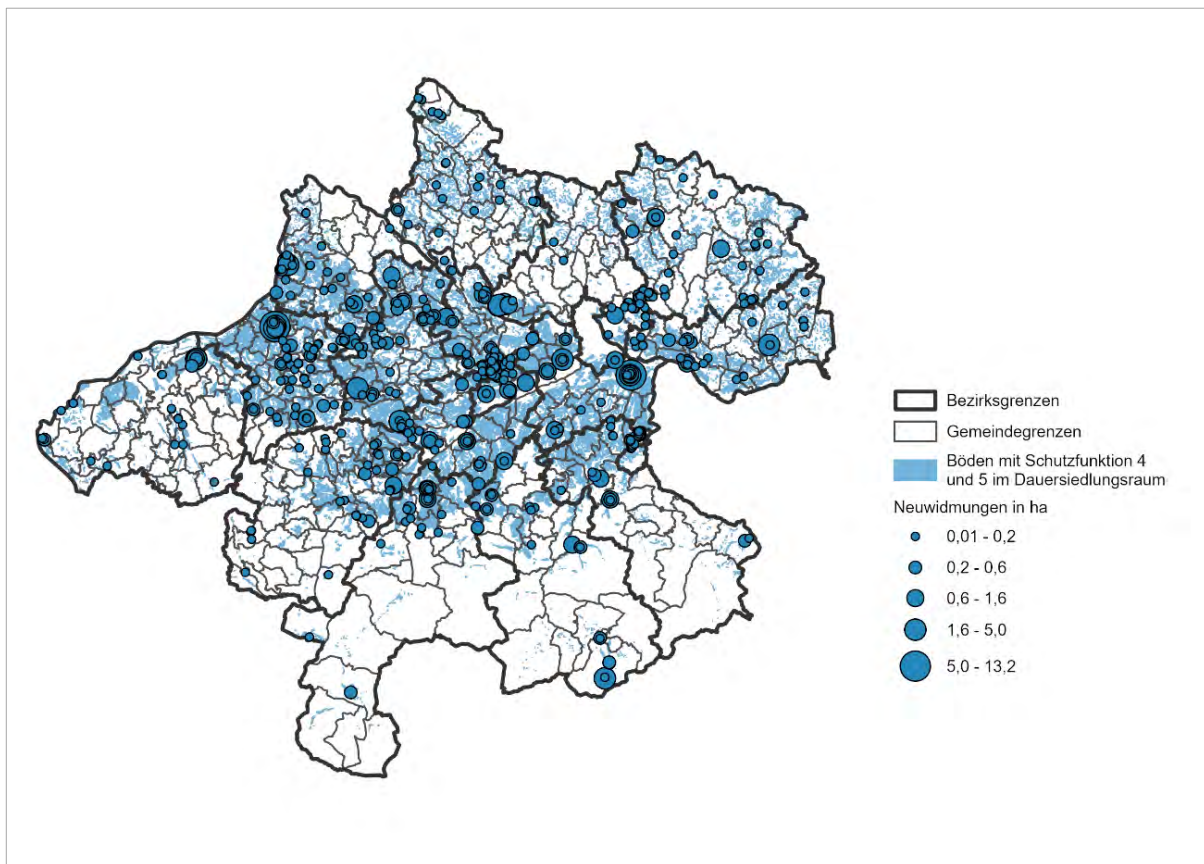 Bezirksgrenzen
Gemeindegrenzen
Böden mit Schutzfunktion 4
und 5 im Dauersiedlungsraum
Neuwidmungen in ha
0,01 - 0,2
0,2 - 0,6
0,6 - 1,6
1,6 - 5,0
5,0 - 13,2